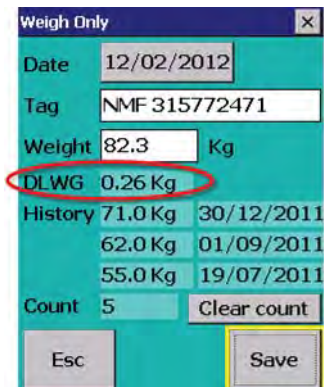 Weigh Only
Date 12/02/2012
Tag NMF 315772471
Weight 82.3 Kg
DLWG 0.26 Kg
History 71.0 Kg 30/12/2011
62.0 Kg 01/09/2011
55.0 Kg 19/07/2011
Count 5 Clear count
Esc Save